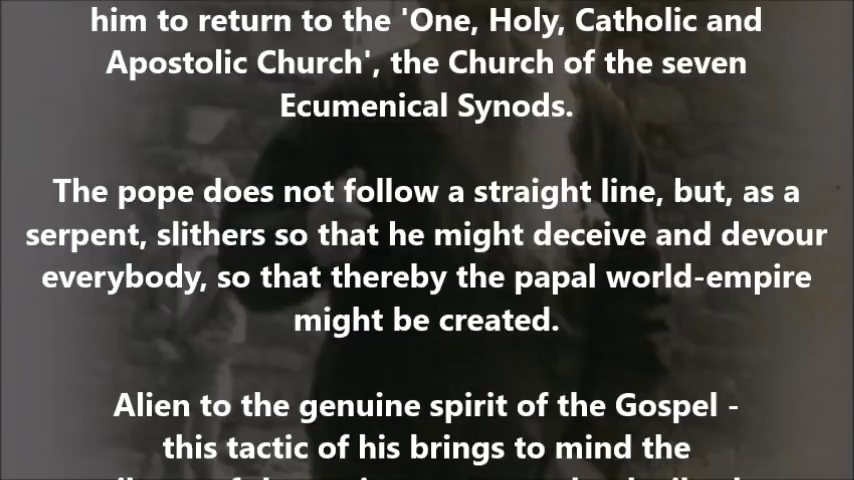 him to return to the 'One, Holy, Catholic and
Apostolic Church', the Church of the seven
Ecumenical Synods.
The pope does not follow a straight line, but, as a
serpent, slithers so that he might deceive and devour
everybody, so that thereby the papal world-empire
might be created.
Alien to the genuine spirit of the Gospel -
this tactic of his brings to mind the